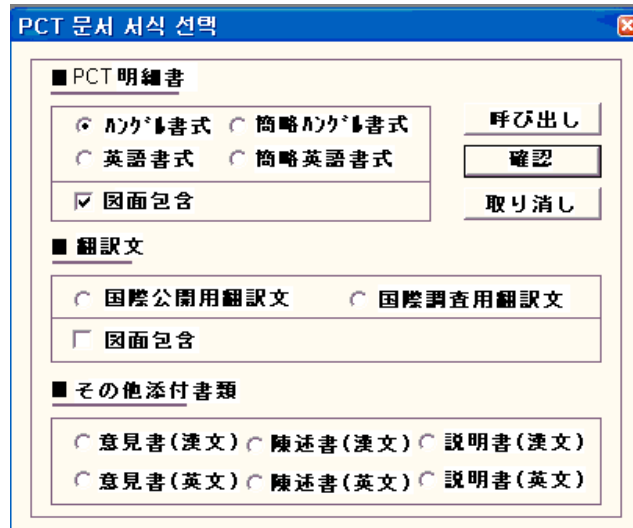 PCT 문서 서식 선택
■PCT明細書
ﾊﾝｸﾞﾙ書式 簡略ﾊﾝｸﾞﾙ書式
英語書式 簡略英語書式
図面包含
呼び出し
確認
取り消し
■ 翻訳文
国際公開用翻訳文 国際調査用翻訳文
図面包含
■ その他添付書類
意見書(漢文) 陳述書(漢文) 説明書(漢文)
意見書(英文) 陳述書(英文) 説明書(英文)